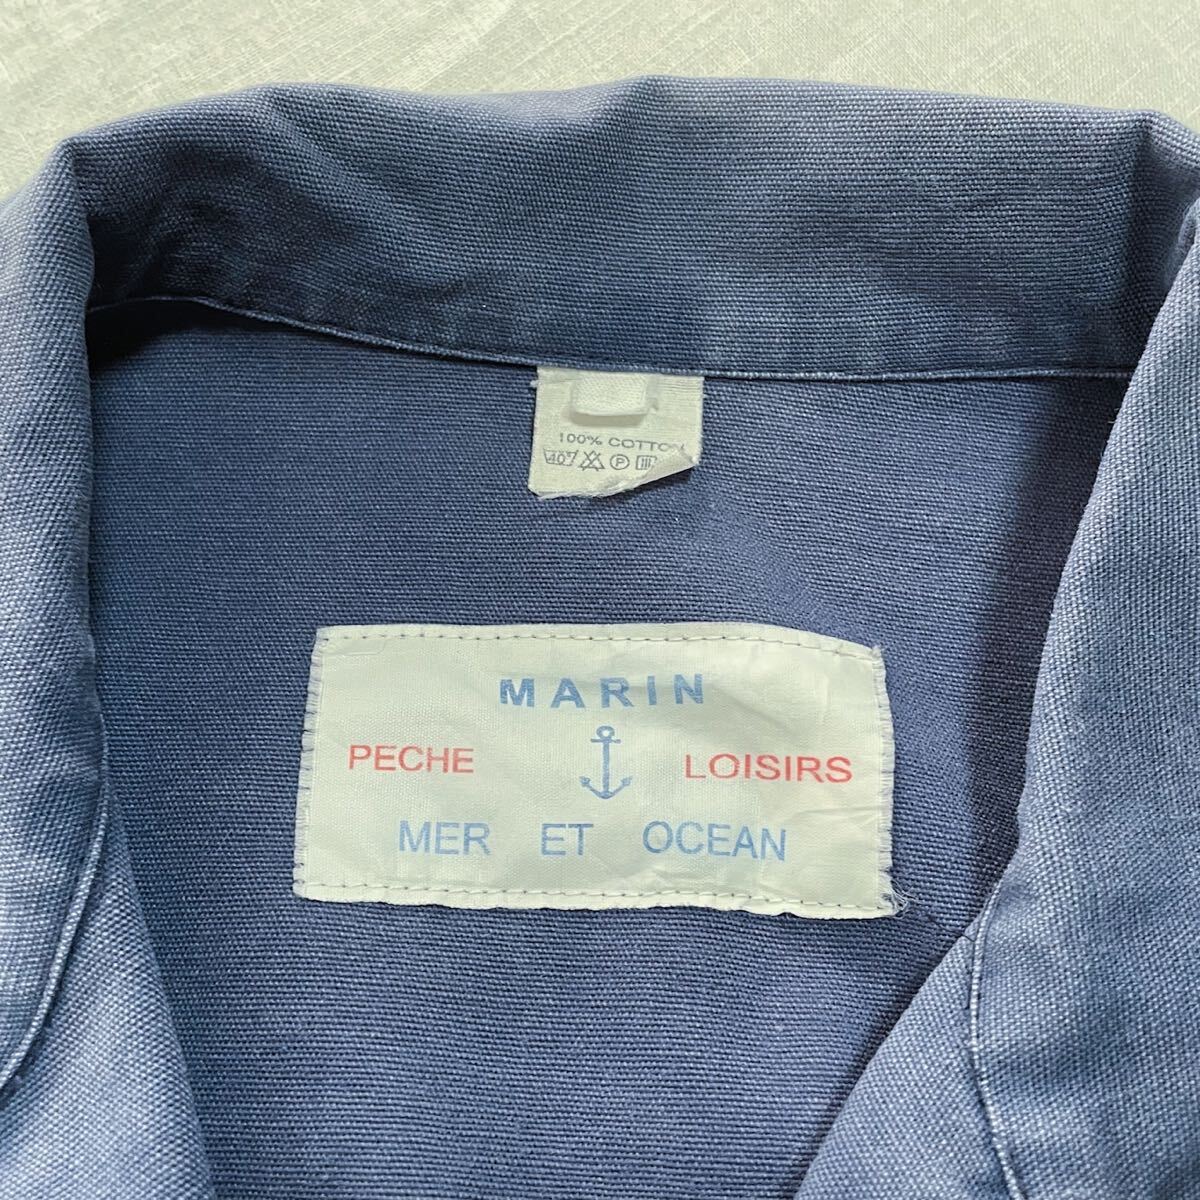 100% COTTON
40°
P
MARIN
PECHE LOISIRS
MER ET OCEAN